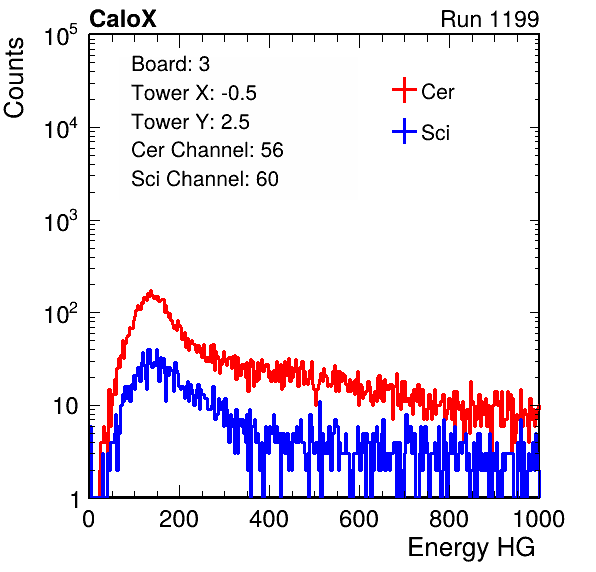 CaloX Run 1199
Counts
10^5
10^4
10^3
10^2
10
1
Board: 3
Tower X: -0.5
Tower Y: 2.5
Cer Channel: 56
Sci Channel: 60
Cer
Sci
0 200 400 600 800 1000
Energy HG